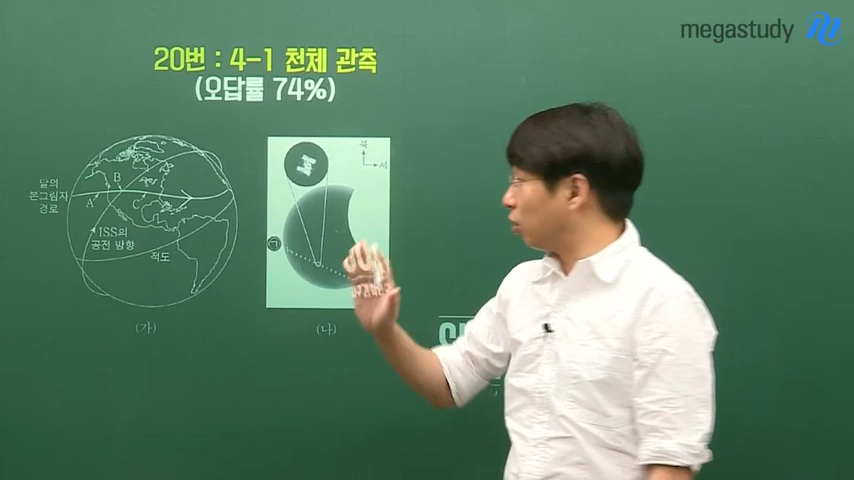 megastudy
20번 : 4-1 천체 관측
(오답률 74%)
북
서
달의
본그림자
경로
A
B
C
ISS의
공전 방향
적도
㉠
(가)
(나)